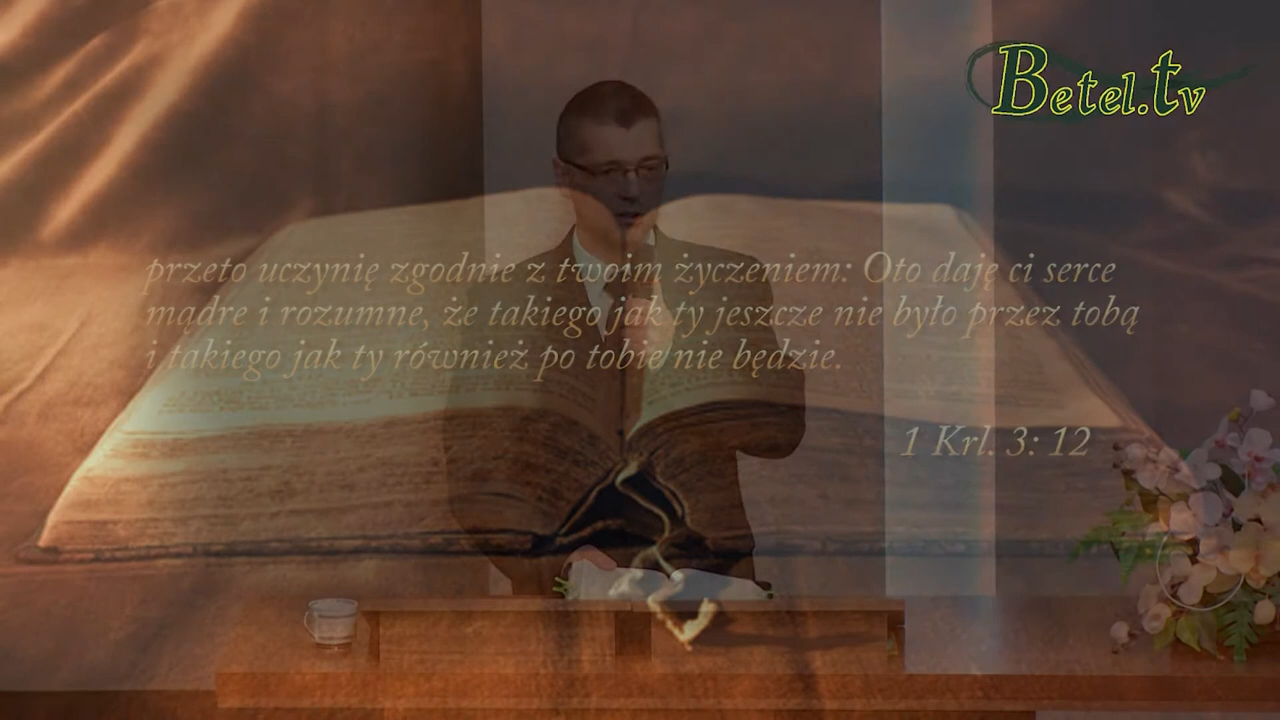 Betel.tv
przeto uczynię zgodnie z twoim życzeniem: Oto daję ci serce
mądre i rozumne, że takiego jak ty jeszcze nie było przez tobą
i takiego jak ty również po tobie nie będzie.
1 Krl. 3: 12